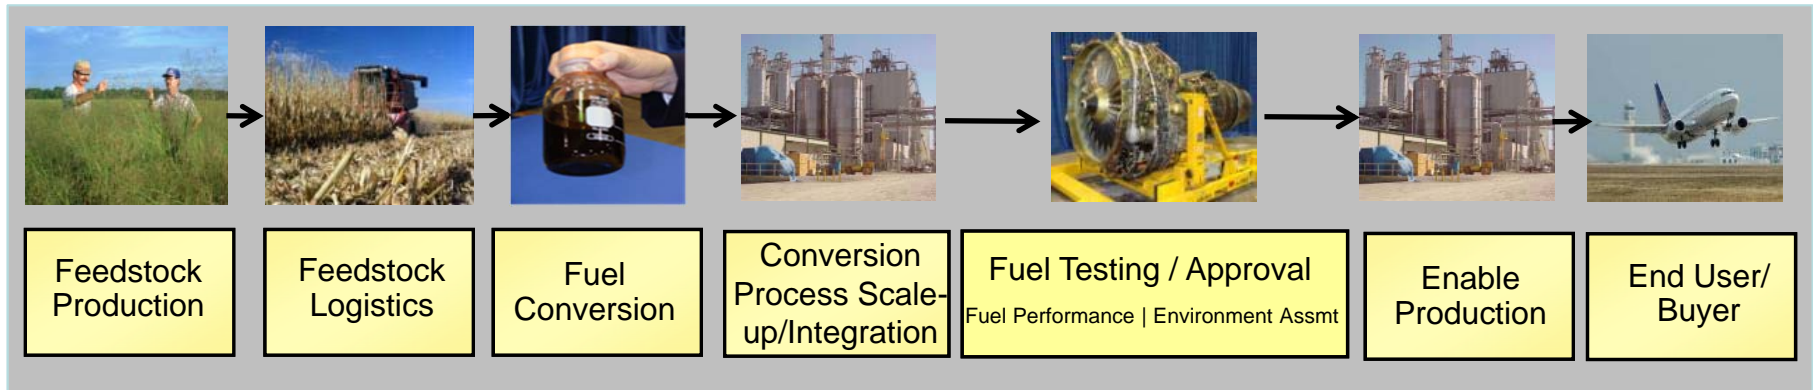 Feedstock
Production
Feedstock
Logistics
Fuel
Conversion
Conversion
Process Scale-
up/Integration
Fuel Testing / Approval
Fuel Performance | Environment Assmt
Enable
Production
End User/
Buyer